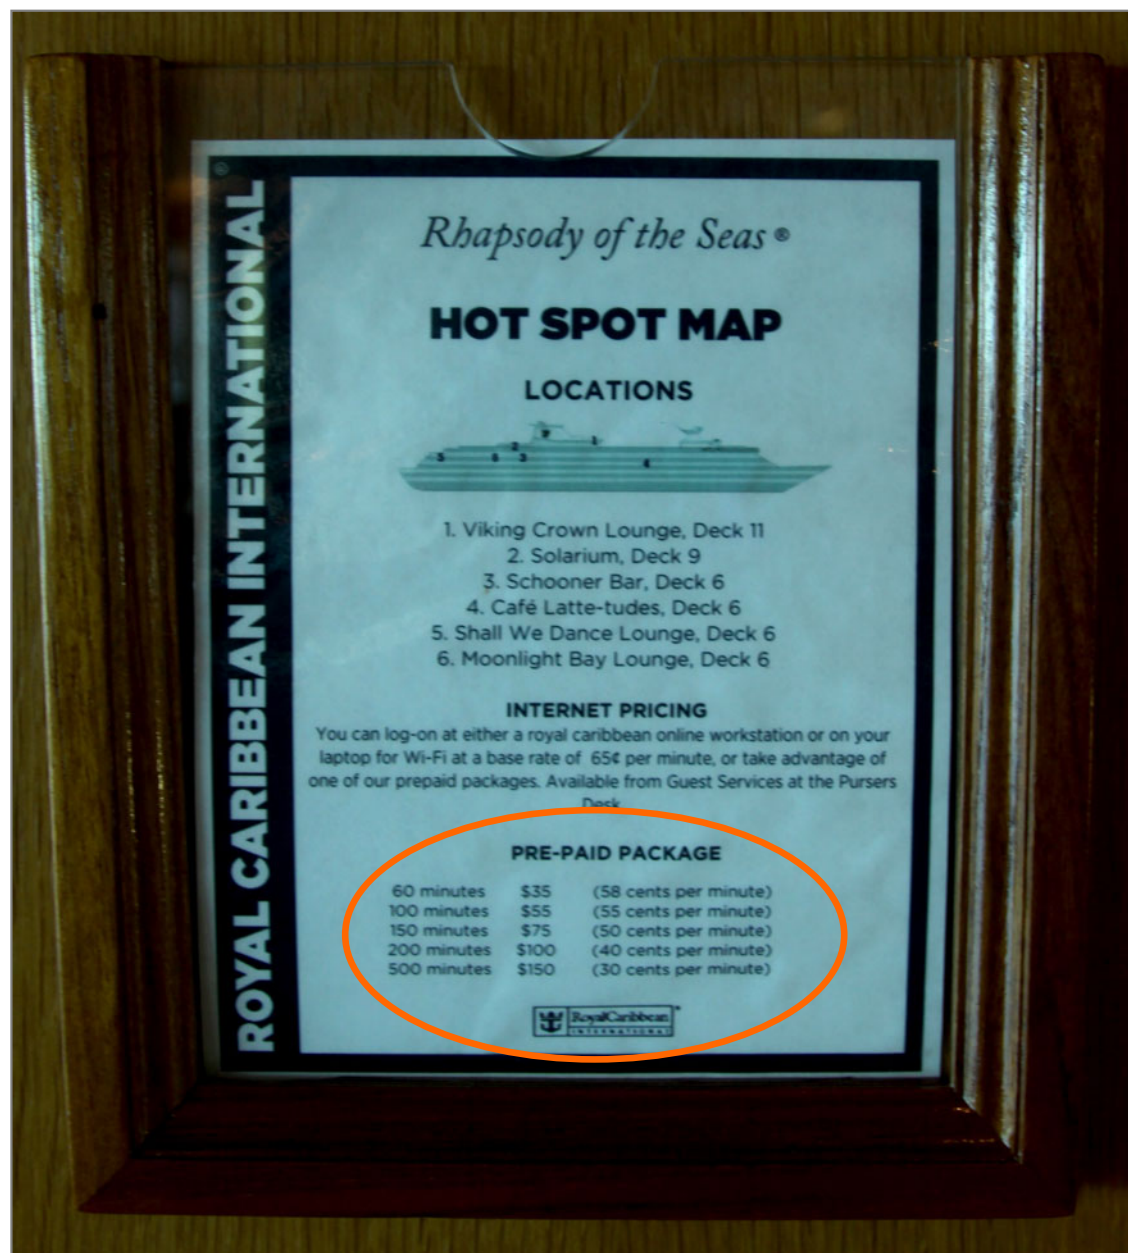 ROYAL CARIBBEAN INTERNATIONAL®
Rhapsody of the Seas®
HOT SPOT MAP
LOCATIONS
1. Viking Crown Lounge, Deck 11
2. Solarium, Deck 9
3. Schooner Bar, Deck 6
4. Café Latte-tudes, Deck 6
5. Shall We Dance Lounge, Deck 6
6. Moonlight Bay Lounge, Deck 6
INTERNET PRICING
You can log-on at either a royal caribbean online workstation or on your
laptop for Wi-Fi at a base rate of 65¢ per minute, or take advantage of
one of our prepaid packages. Available from Guest Services at the Pursers
Desk
PRE-PAID PACKAGE
60 minutes $35 (58 cents per minute)
100 minutes $55 (55 cents per minute)
150 minutes $75 (50 cents per minute)
200 minutes $100 (40 cents per minute)
500 minutes $150 (30 cents per minute)
RoyalCaribbean
INTERNATIONAL